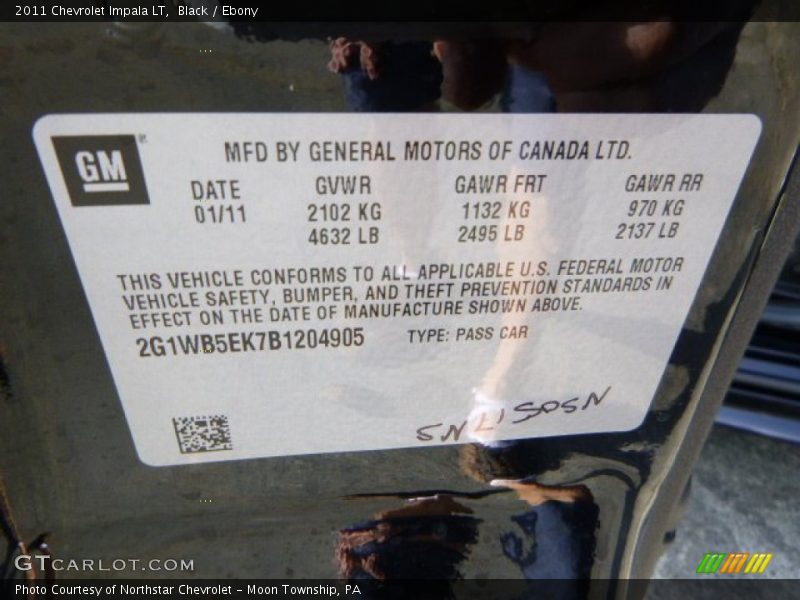 2011 Chevrolet Impala LT, Black / Ebony
GM
MFD BY GENERAL MOTORS OF CANADA LTD.
DATE GVWR GAWR FRT GAWR RR
01/11 2102 KG 1132 KG 970 KG
4632 LB 2495 LB 2137 LB
THIS VEHICLE CONFORMS TO ALL APPLICABLE U.S. FEDERAL MOTOR
VEHICLE SAFETY, BUMPER, AND THEFT PREVENTION STANDARDS IN
EFFECT ON THE DATE OF MANUFACTURE SHOWN ABOVE.
2G1WB5EK7B1204905 TYPE: PASS CAR
GTCARLOT.COM
Photo Courtesy of Northstar Chevrolet – Moon Township, PA